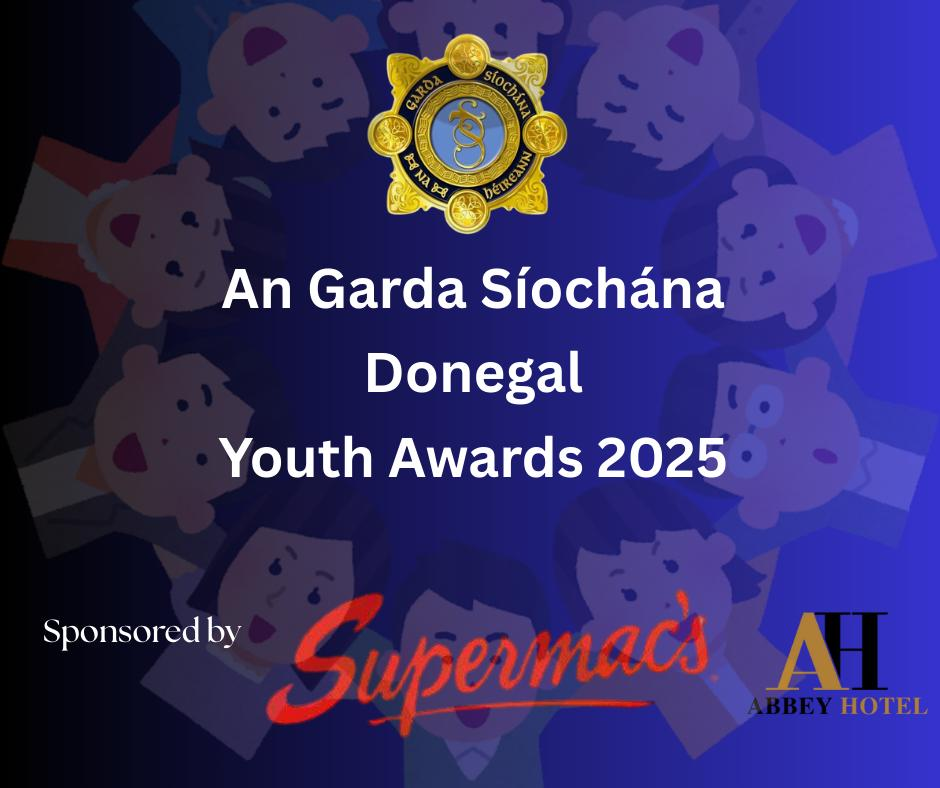 GARDA SÍOCHÁNA
NA HÉIREANN
An Garda Síochána
Donegal
Youth Awards 2025
Sponsored by
Supermac's
AH
ABBEY HOTEL